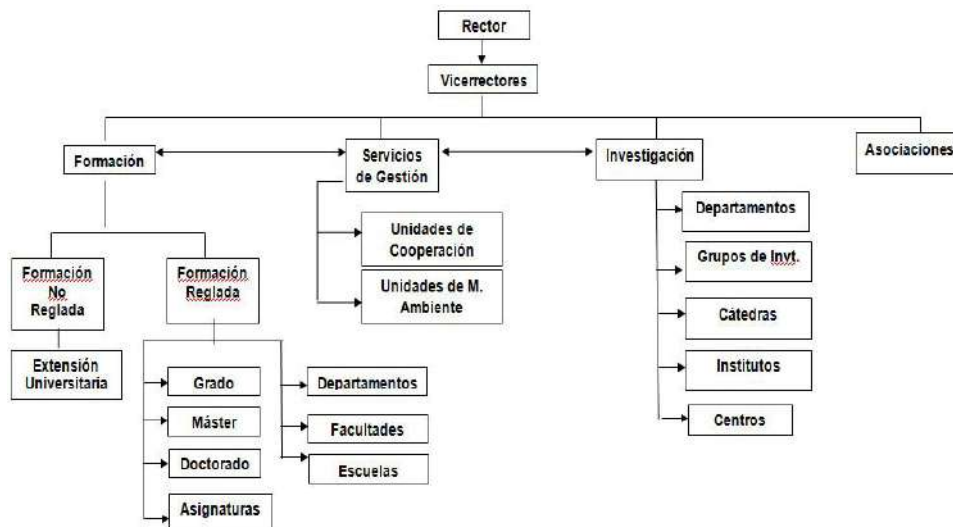 Rector
Vicerrectores
Formación
Servicios
de Gestión
Investigación
Asociaciones
Unidades de
Cooperación
Unidades de M.
Ambiente
Departamentos
Grupos de Invt.
Cátedras
Institutos
Centros
Formación
No
Reglada
Formación
Reglada
Extensión
Universitaria
Grado
Máster
Doctorado
Asignaturas
Departamentos
Facultades
Escuelas